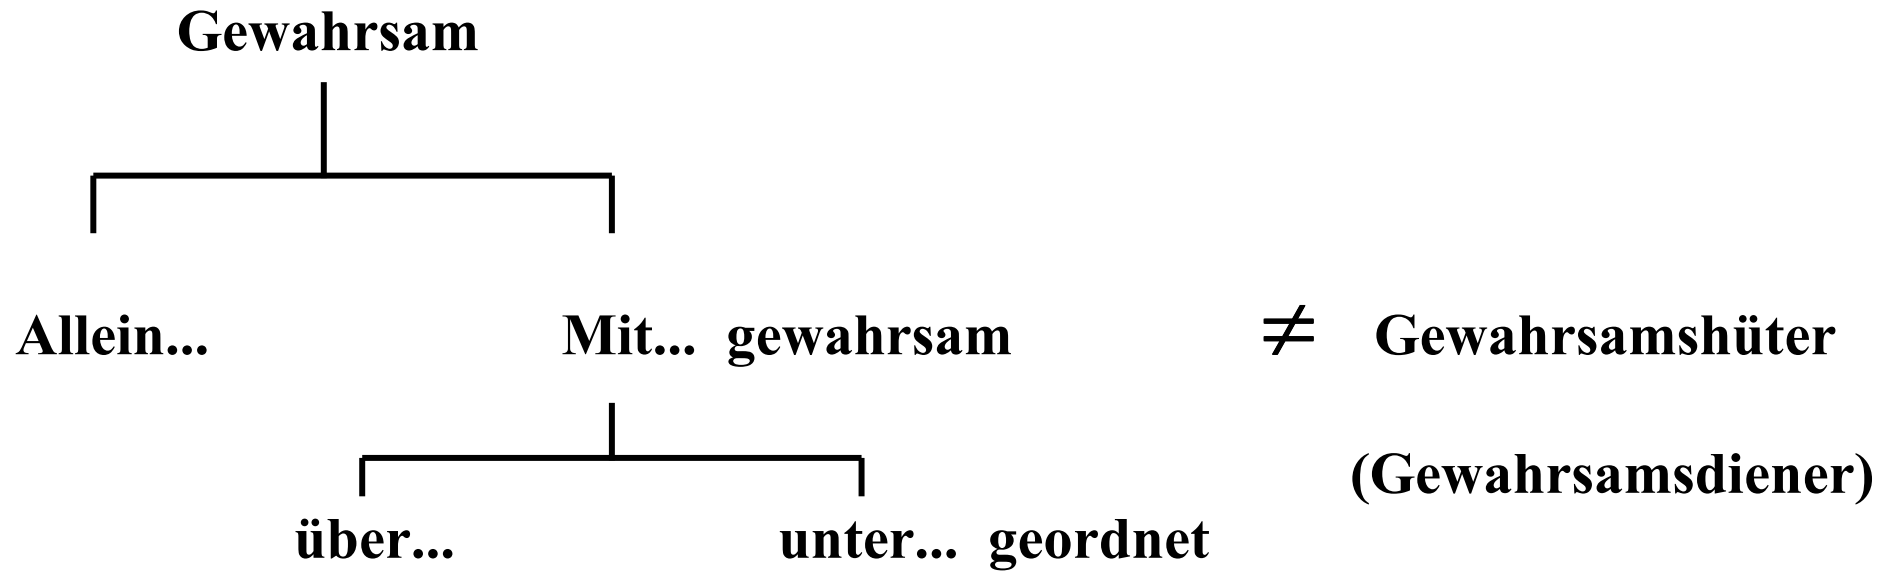 Gewahrsam
Allein... Mit... gewahrsam ≠ Gewahrsamshüter
(Gewahrsamsdiener)
über... unter... geordnet